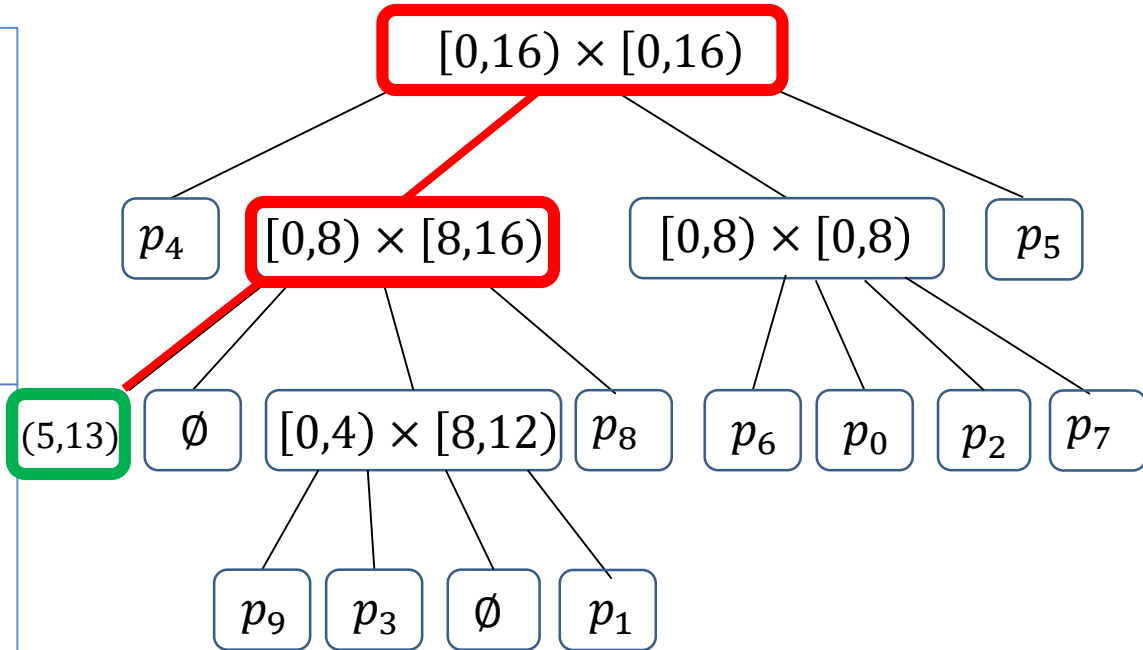 [0,16) × [0,16)
p₄ [0,8) × [8,16) [0,8) × [0,8) p₅
(5,13) ∅ [0,4) × [8,12) p₈ p₆ p₀ p₂ p₇
p₉ p₃ ∅ p₁